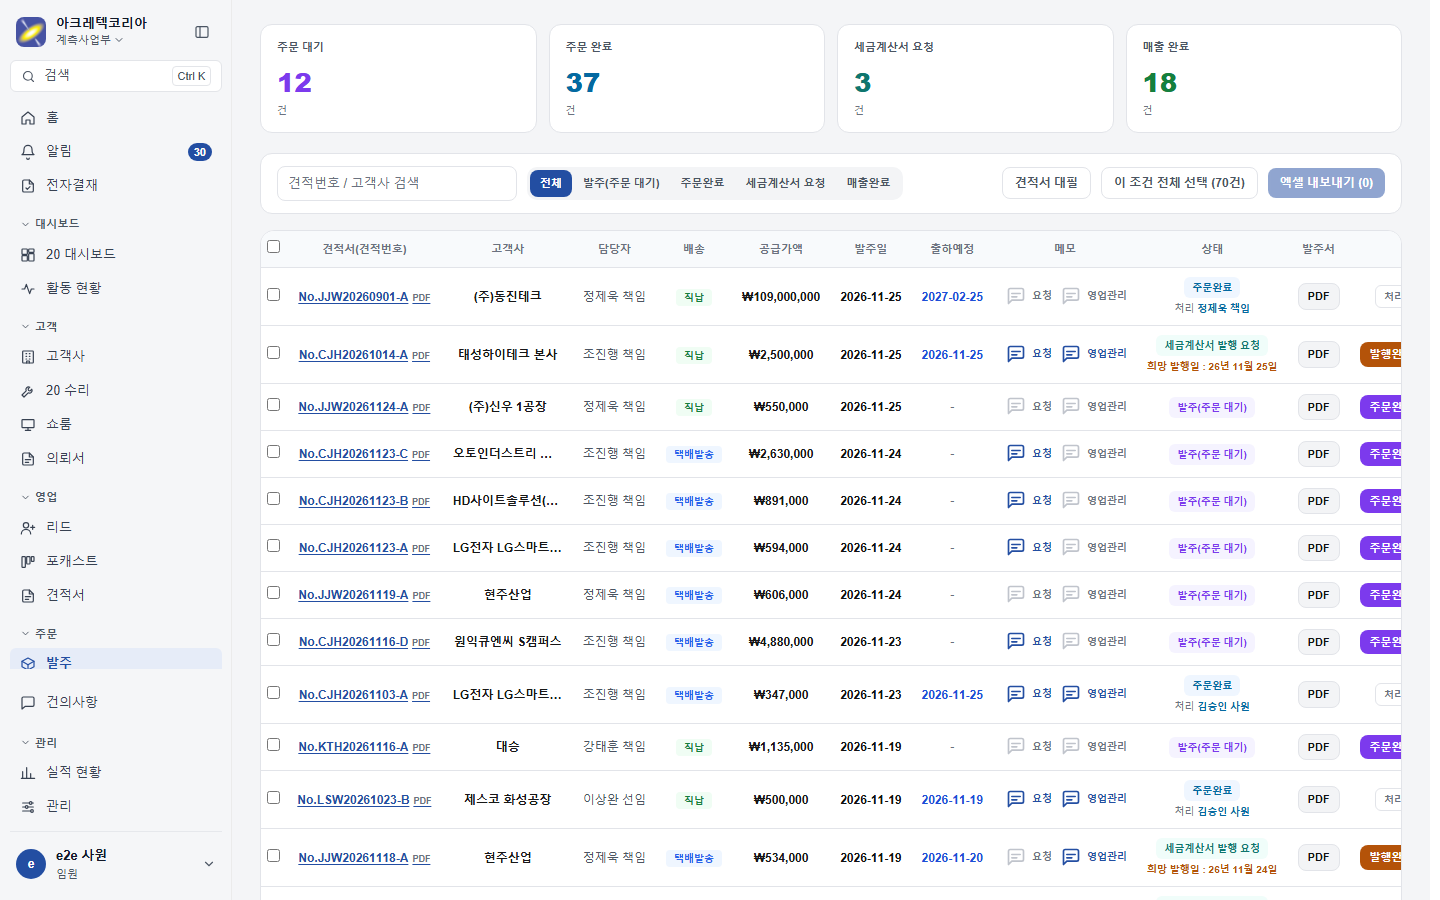 아크레텍코리아
계측사업부
검색
Ctrl K
홈
알림
30
전자결재
대시보드
20 대시보드
활동 현황
고객
고객사
20 수리
쇼룸
의뢰서
영업
리드
포캐스트
견적서
주문
발주
건의사항
관리
실적 현황
관리
e
e2e 사원
임원
주문 대기
12
건
주문 완료
37
건
세금계산서 요청
3
건
매출 완료
18
건
견적번호 / 고객사 검색
전체 발주(주문 대기) 주문완료 세금계산서 요청 매출완료
견적서 대필
이 조건 전체 선택 (70건)
엑셀 내보내기 (0)
견적서(견적번호) 고객사 담당자 배송 공급가액 발주일 출하예정 메모 상태 발주서
No.JJW20260901-A PDF (주)동진테크 정제욱 책임 직납 ₩109,000,000 2026-11-25 2027-02-25 요청 영업관리 주문완료 PDF 처리
처리 정제욱 책임
No.CJH20261014-A PDF 태성하이테크 본사 조진행 책임 직납 ₩2,500,000 2026-11-25 2026-11-25 요청 영업관리 세금계산서 발행 요청 PDF 발행완
희망 발행일 : 26년 11월 25일
No.JJW20261124-A PDF (주)신우 1공장 정제욱 책임 직납 ₩550,000 2026-11-25 - 요청 영업관리 발주(주문 대기) PDF 주문완
No.CJH20261123-C PDF 오토인더스트리 ... 조진행 책임 택배발송 ₩2,630,000 2026-11-24 - 요청 영업관리 발주(주문 대기) PDF 주문완
No.CJH20261123-B PDF HD사이트솔루션(... 조진행 책임 택배발송 ₩891,000 2026-11-24 - 요청 영업관리 발주(주문 대기) PDF 주문완
No.CJH20261123-A PDF LG전자 LG스마트... 조진행 책임 택배발송 ₩594,000 2026-11-24 - 요청 영업관리 발주(주문 대기) PDF 주문완
No.JJW20261119-A PDF 현주산업 정제욱 책임 택배발송 ₩606,000 2026-11-24 - 요청 영업관리 발주(주문 대기) PDF 주문완
No.CJH20261116-D PDF 원익큐엔씨 S캠퍼스 조진행 책임 택배발송 ₩4,880,000 2026-11-23 - 요청 영업관리 발주(주문 대기) PDF 주문완
No.CJH20261103-A PDF LG전자 LG스마트... 조진행 책임 택배발송 ₩347,000 2026-11-23 2026-11-25 요청 영업관리 주문완료 PDF 처리
처리 김승인 사원
No.KTH20261116-A PDF 대승 강태훈 책임 직납 ₩1,135,000 2026-11-19 - 요청 영업관리 발주(주문 대기) PDF 주문완
No.LSW20261023-B PDF 제스코 화성공장 이상완 선임 직납 ₩500,000 2026-11-19 2026-11-19 요청 영업관리 주문완료 PDF 처리
처리 김승인 사원
No.JJW20261118-A PDF 현주산업 정제욱 책임 택배발송 ₩534,000 2026-11-19 2026-11-20 요청 영업관리 세금계산서 발행 요청 PDF 발행완
희망 발행일 : 26년 11월 24일